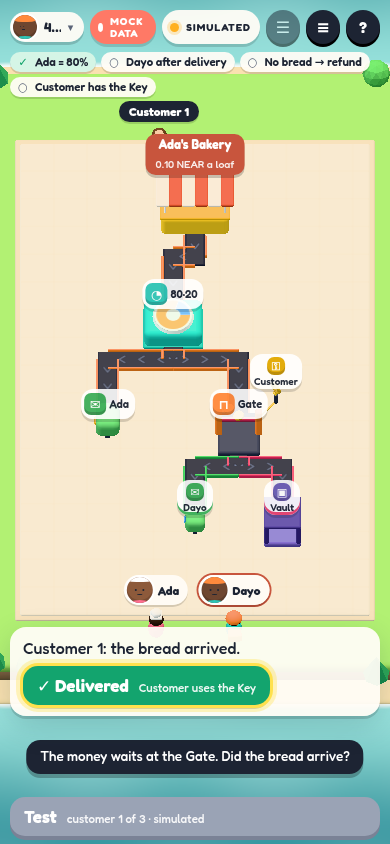 4...
MOCK DATA
SIMULATED
?
✓ Ada = 80%
Dayo after delivery
No bread → refund
Customer has the Key
Customer 1
Ada's Bakery
0.10 NEAR a loaf
80-20
Customer
Ada
Gate
Dayo
Vault
Ada
Dayo
Customer 1: the bread arrived.
✓ Delivered Customer uses the Key
The money waits at the Gate. Did the bread arrive?
Test customer 1 of 3 · simulated